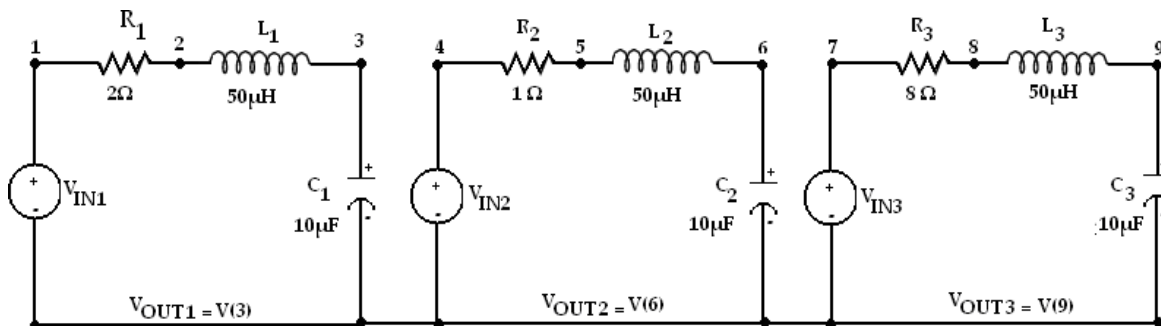 R1 L1 R2 L2 R3 L3
1 2 3 4 5 6 7 8 9
2Ω 50μH 1 Ω 50μH 8 Ω 50μH
+ + +
+ C1 + C2 + C3
VIN1 VIN2 VIN3
- 10μF - - 10μF - - 10μF -
VOUT1 = V(3) VOUT2 = V(6) VOUT3 = V(9)